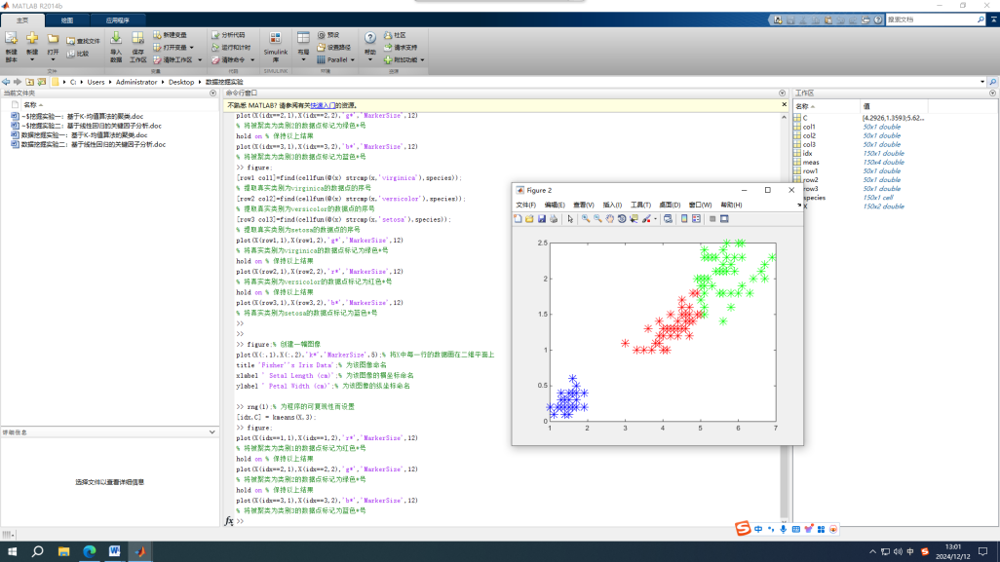 MATLAB R2014b
主页 绘图 应用程序
搜索文档
新建脚本 新建 打开 查找文件 比较 导入数据 保存工作区 新建变量 打开变量 清除工作区 分析代码 运行和计时 清除命令 Simulink 库 布局 预设 设置路径 Parallel 帮助 社区 请求支持 附加功能
文件 变量 代码 SIMULINK 环境 资源
C: Users Administrator Desktop 数据挖掘实验
当前文件夹
名称
~$挖掘实验一：基于K-均值算法的聚类.doc
~$挖掘实验二：基于线性回归的关键因子分析.doc
数据挖掘实验一：基于K-均值算法的聚类.doc
数据挖掘实验二：基于线性回归的关键因子分析.doc
详细信息
选择文件以查看详细信息
命令行窗口
不熟悉 MATLAB? 请参阅有关快速入门的资源。
plot(X(idx==2,1),X(idx==2,2),'g*','MarkerSize',12)
% 将被聚类为类别2的数据点标记为绿色*号
hold on % 保持以上结果
plot(X(idx==3,1),X(idx==3,2),'b*','MarkerSize',12)
% 将被聚类为类别3的数据点标记为蓝色*号
>> figure;
[row1 col1]=find(cellfun(@(x) strcmp(x,'virginica'),species));
% 提取真实类别为virginica的数据点的序号
[row2 col2]=find(cellfun(@(x) strcmp(x,'versicolor'),species));
% 提取真实类别为versicolor的数据点的序号
[row3 col3]=find(cellfun(@(x) strcmp(x,'setosa'),species));
% 提取真实类别为setosa的数据点的序号
plot(X(row1,1),X(row1,2),'g*','MarkerSize',12)
% 将真实类别为virginica的数据点标记为绿色*号
hold on % 保持以上结果
plot(X(row2,1),X(row2,2),'r*','MarkerSize',12)
% 将真实类别为versicolor的数据点标记为红色*号
hold on % 保持以上结果
plot(X(row3,1),X(row3,2),'b*','MarkerSize',12)
% 将真实类别为setosa的数据点标记为蓝色*号
>>
>>
>> figure;% 创建一幅图像
plot(X(:,1),X(:,2),'k*','MarkerSize',5);% 将X中每一行的数据圈在二维平面上
title 'Fisher''s Iris Data';% 为该图像命名
xlabel ' Setal Length (cm)';% 为该图像的横坐标命名
ylabel ' Petal Width (cm)';% 为该图像的纵坐标命名
>> rng(1);% 为程序的可复现性而设置
[idx,C] = kmeans(X,3);
>> figure;
plot(X(idx==1,1),X(idx==1,2),'r*','MarkerSize',12)
% 将被聚类为类别1的数据点标记为红色*号
hold on % 保持以上结果
plot(X(idx==2,1),X(idx==2,2),'g*','MarkerSize',12)
% 将被聚类为类别2的数据点标记为绿色*号
hold on % 保持以上结果
plot(X(idx==3,1),X(idx==3,2),'b*','MarkerSize',12)
% 将被聚类为类别3的数据点标记为蓝色*号
fx >>
工作区
名称 值
C [4.2926,1.3593;5.62...
col1 50x1 double
col2 50x1 double
col3 50x1 double
idx 150x1 double
meas 150x4 double
row1 50x1 double
row2 50x1 double
row3 50x1 double
species 150x1 cell
X 150x2 double
Figure 2
文件(F) 编辑(E) 查看(V) 插入(I) 工具(T) 桌面(D) 窗口(W) 帮助(H)
2.5
2
1.5
1
0.5
0
1 2 3 4 5 6 7
中
13:01
中
2024/12/12